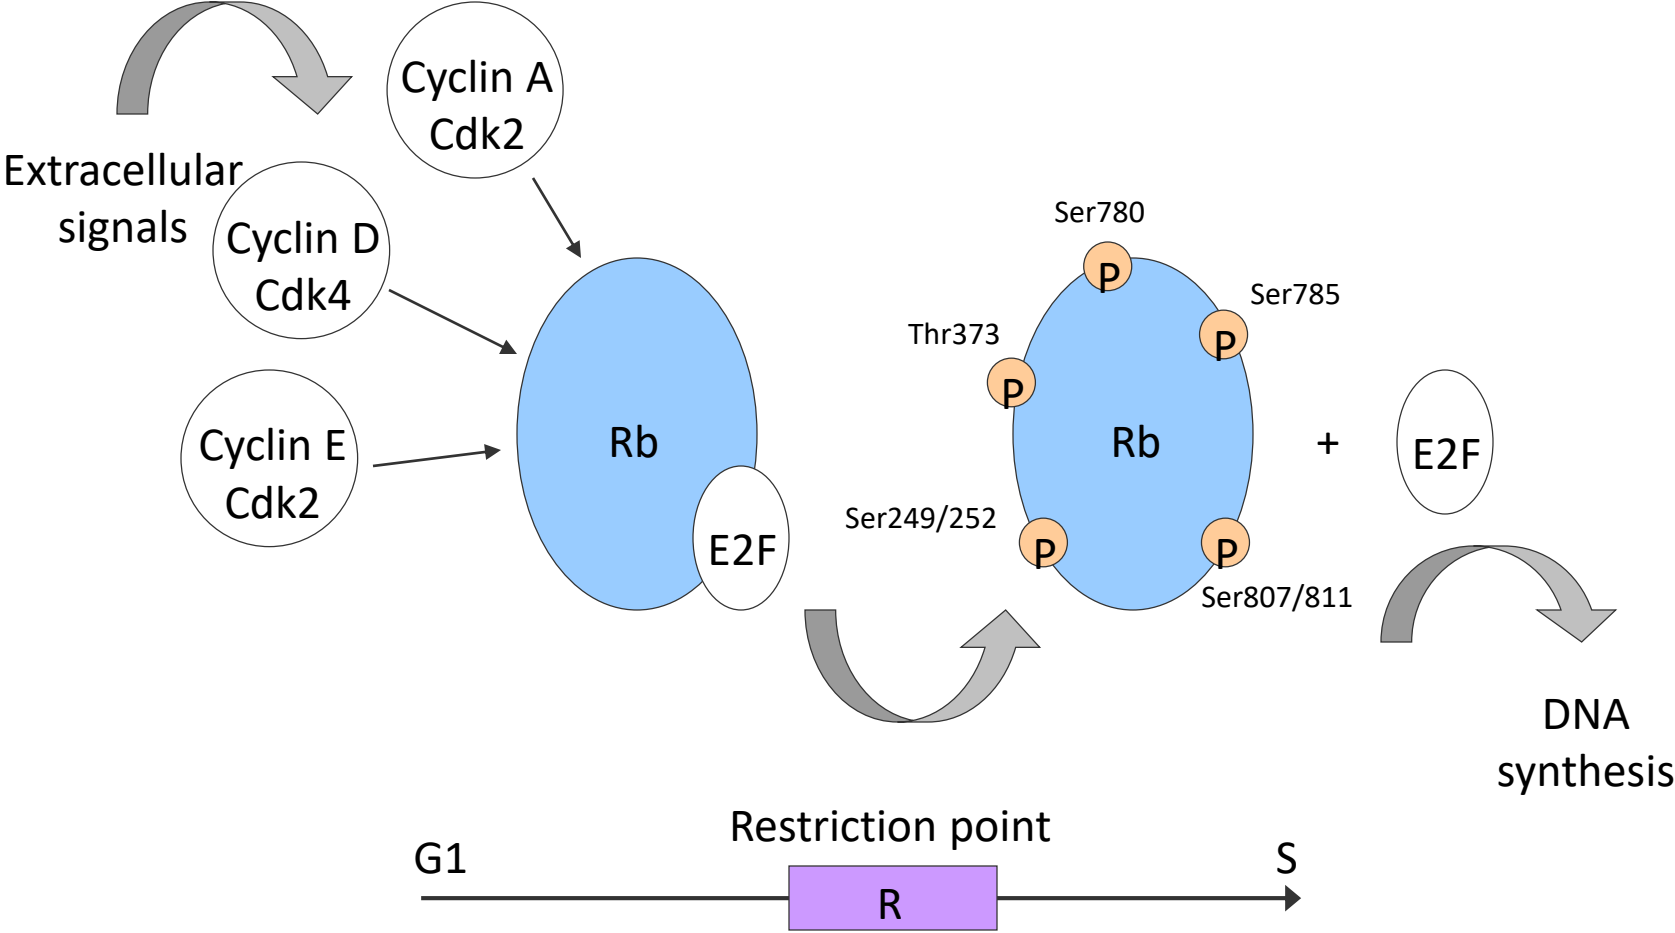 Cyclin A
Cdk2
Extracellular
signals
Cyclin D
Cdk4
Cyclin E
Cdk2
Rb
E2F
Ser780
P
Ser785
P
Thr373
P
Rb
+
E2F
Ser249/252
P
P
Ser807/811
DNA
synthesis
Restriction point
G1
S
R